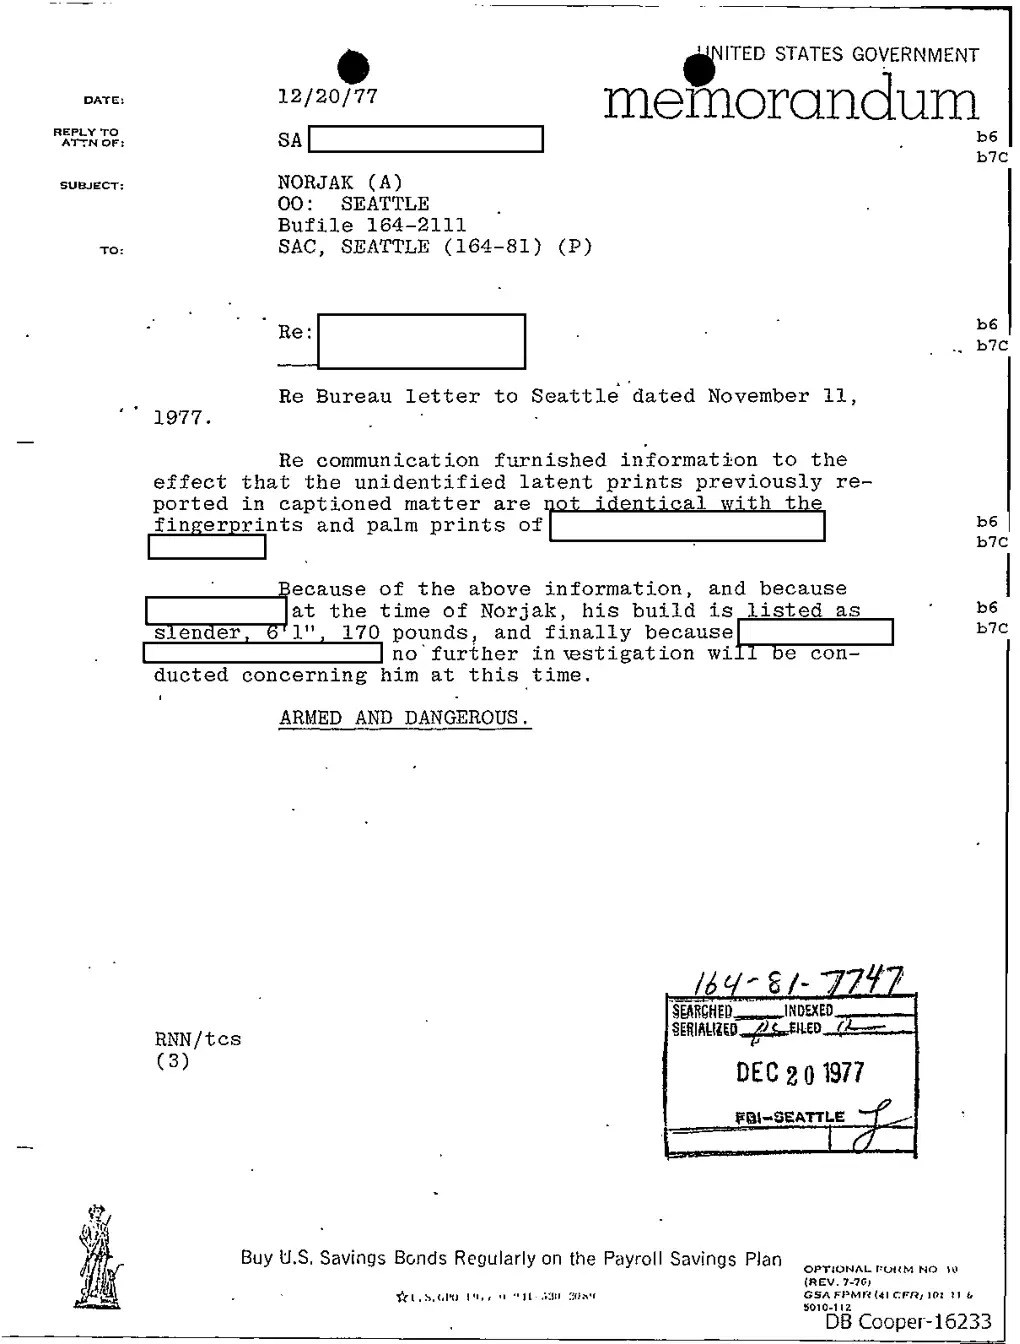 UNITED STATES GOVERNMENT
memorandum
DATE: 12/20/77
REPLY TO
ATTN OF: SA
b6
b7C
SUBJECT: NORJAK (A)
OO: SEATTLE
Bufile 164-2111
TO: SAC, SEATTLE (164-81) (P)
Re:
b6
b7C
Re Bureau letter to Seattle dated November 11,
1977.
Re communication furnished information to the
effect that the unidentified latent prints previously re-
ported in captioned matter are not identical with the
fingerprints and palm prints of
b6
b7C
Because of the above information, and because
at the time of Norjak, his build is listed as
slender, 6'1", 170 pounds, and finally because
no further investigation will be con-
ducted concerning him at this time.
b6
b7C
ARMED AND DANGEROUS.
164-81-7747
SEARCHED INDEXED
SERIALIZED FILED
DEC 20 1977
FBI-SEATTLE
RNN/tcs
(3)
Buy U.S. Savings Bonds Regularly on the Payroll Savings Plan
OPTIONAL FORM NO. 10
(REV. 7-76)
GSA FPMR (41 CFR) 101-11.6
5010-112
DB Cooper-16233